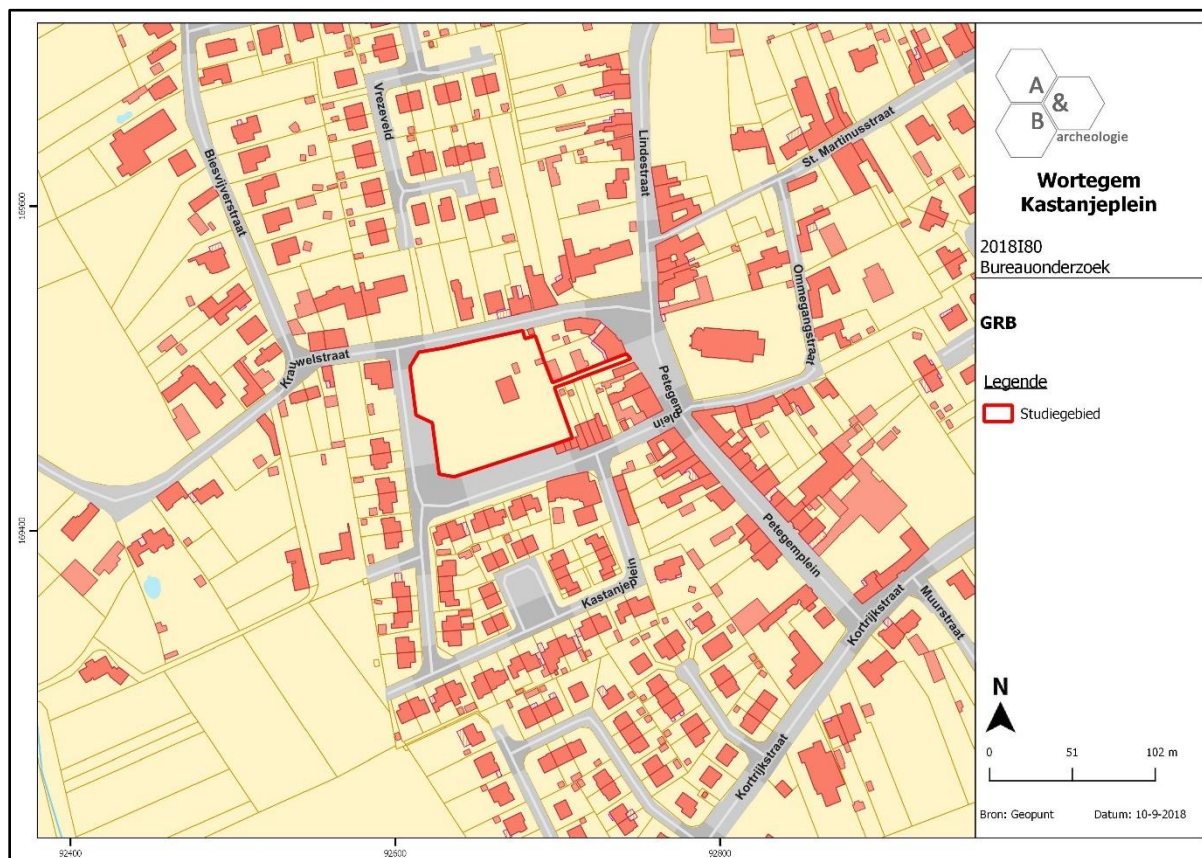 Vrezeveld
Biesvijverstraat
Lindestraat
St. Martinusstraat
Ommegangstraat
Krauwelstraat
Petegemplein
Petegemplein
Kastanjeplein
Kortrijkstraat
Muurstraat
Kortrijkstraat
169600
169400
92400
92600
92800
A
&
B
archeologie
Wortegem
Kastanjeplein
2018I80
Bureauonderzoek
GRB
Legende
Studiegebied
N
0 51 102 m
Bron: Geopunt Datum: 10-9-2018